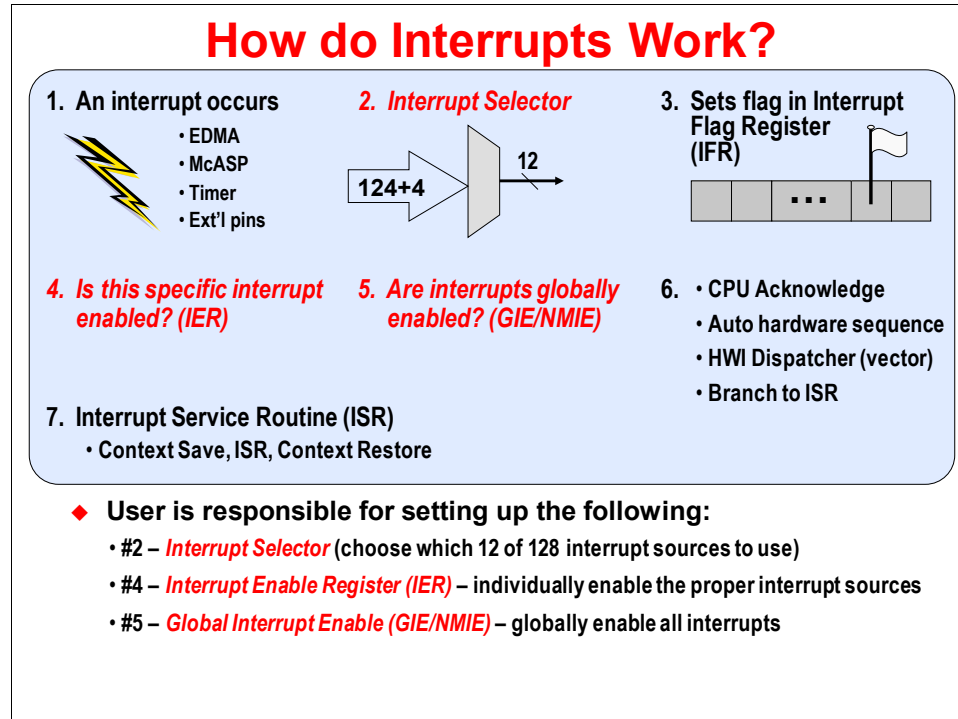 How do Interrupts Work?
1. An interrupt occurs
• EDMA
• McASP
• Timer
• Ext'l pins
2. Interrupt Selector
124+4
12
3. Sets flag in Interrupt
Flag Register
(IFR)
...
4. Is this specific interrupt
enabled? (IER)
5. Are interrupts globally
enabled? (GIE/NMIE)
6. • CPU Acknowledge
• Auto hardware sequence
• HWI Dispatcher (vector)
• Branch to ISR
7. Interrupt Service Routine (ISR)
• Context Save, ISR, Context Restore
◆ User is responsible for setting up the following:
• #2 – Interrupt Selector (choose which 12 of 128 interrupt sources to use)
• #4 – Interrupt Enable Register (IER) – individually enable the proper interrupt sources
• #5 – Global Interrupt Enable (GIE/NMIE) – globally enable all interrupts